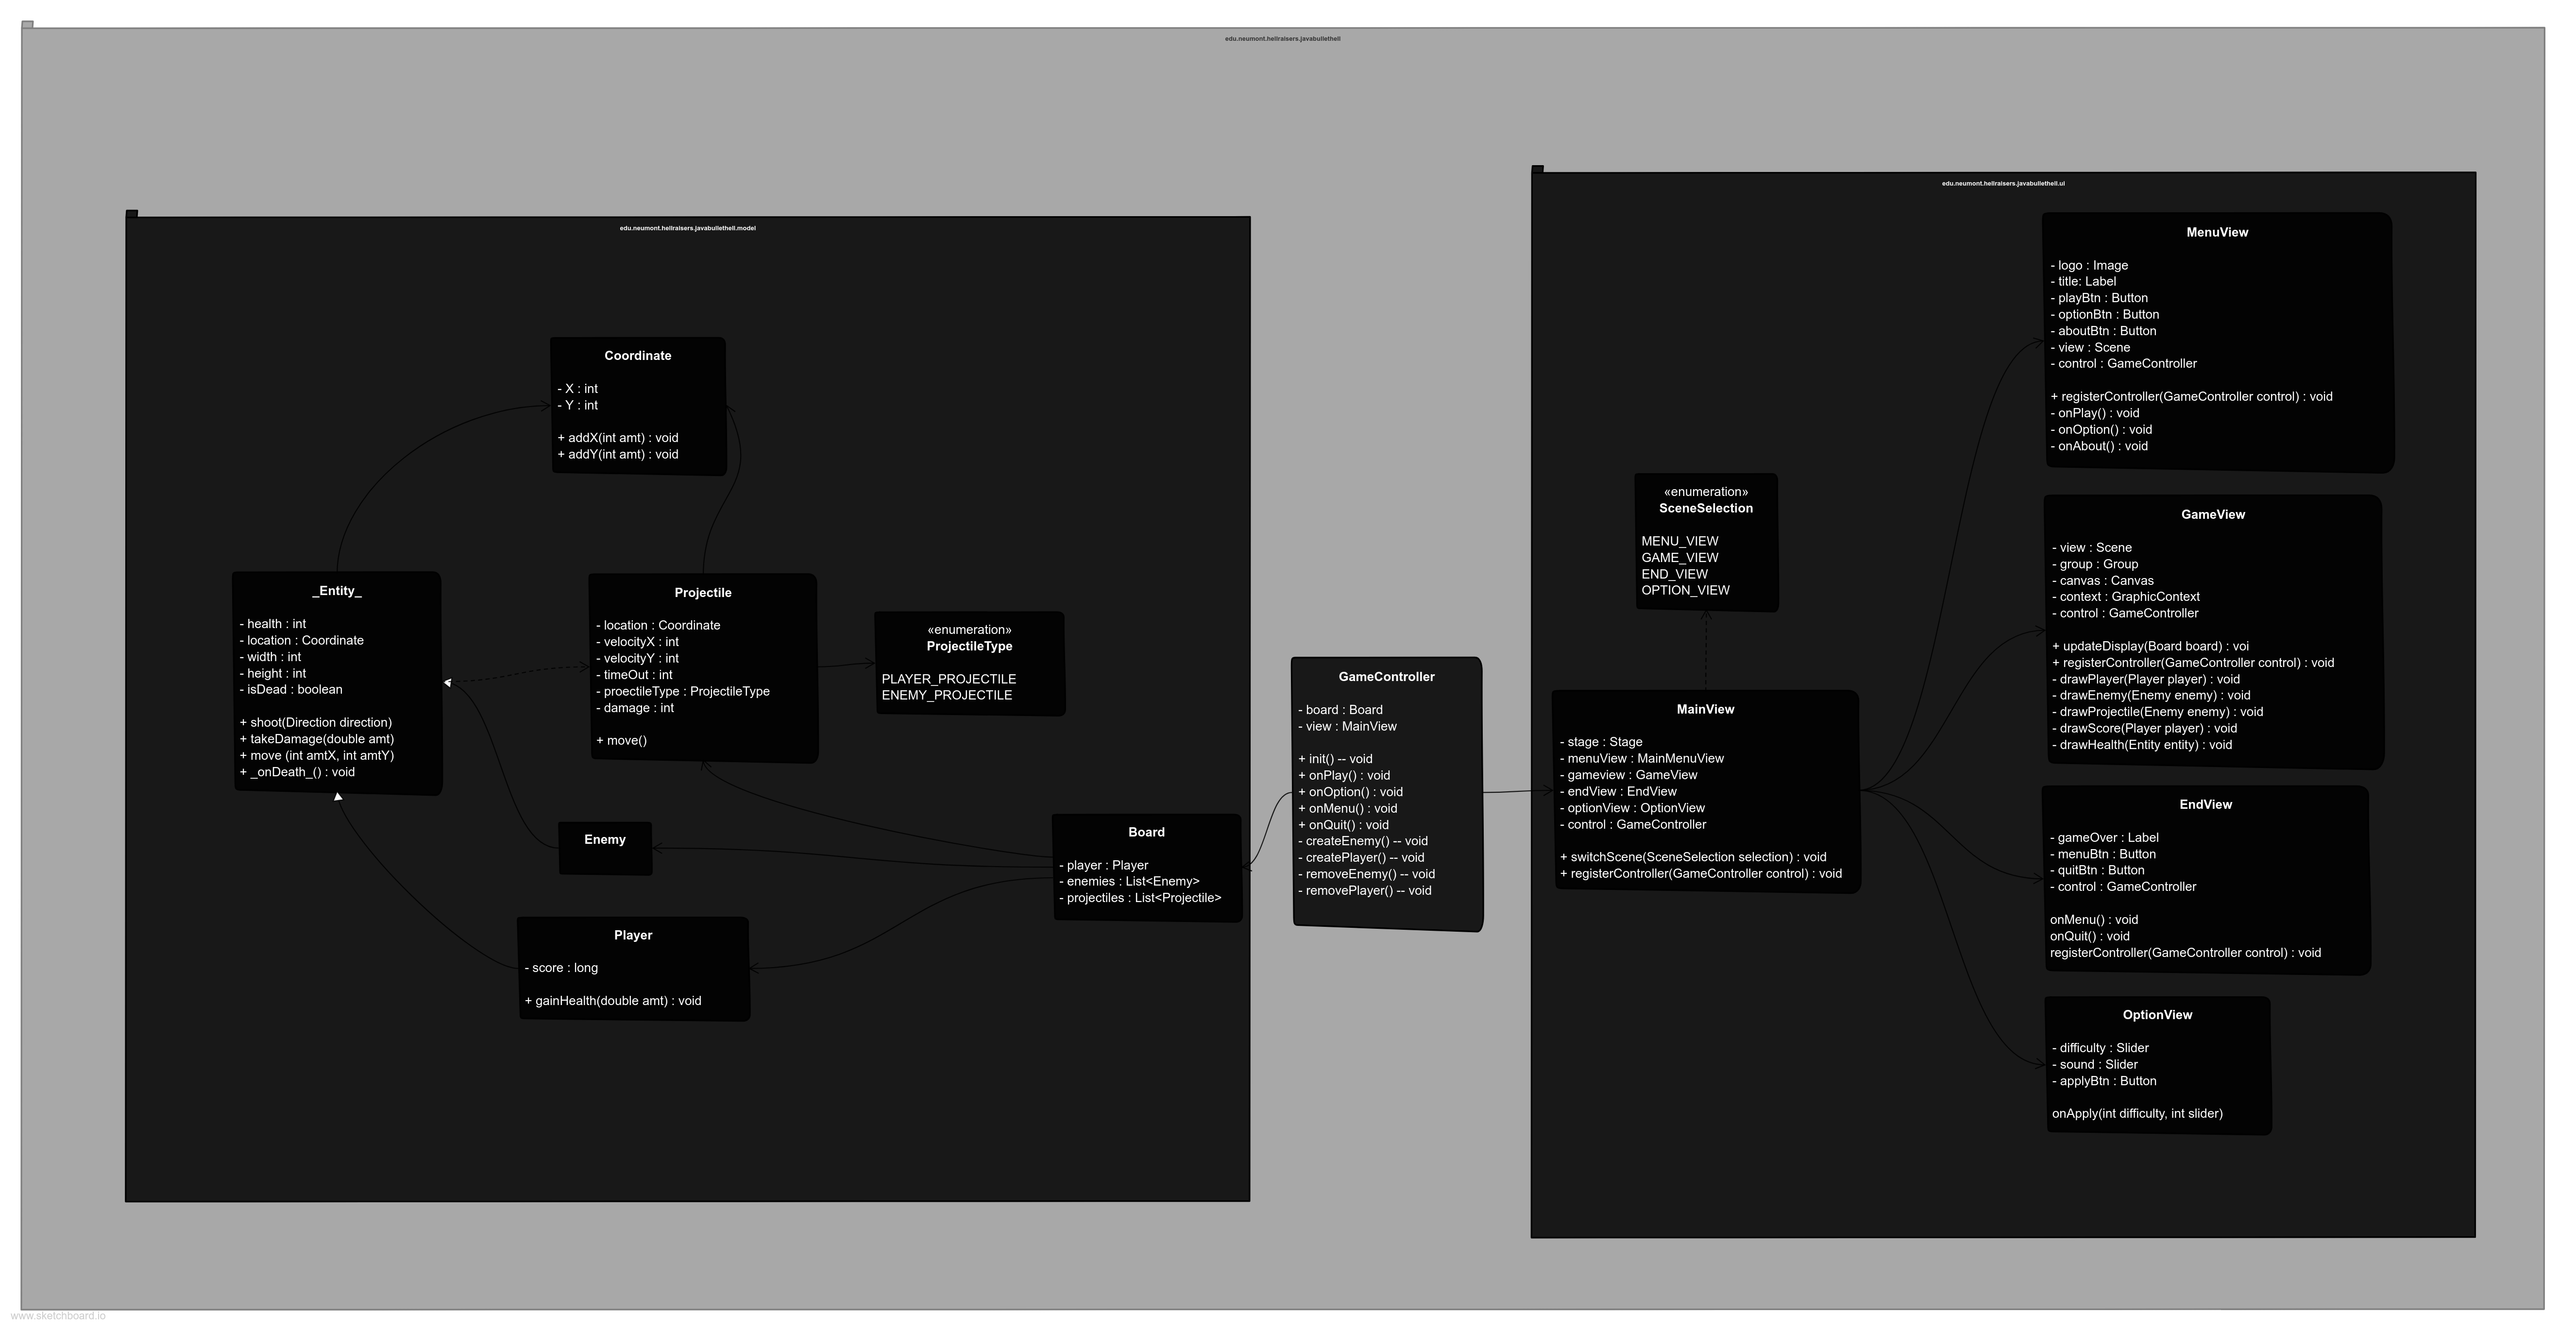 edu.neumont.hellraisers.javabullethell
edu.neumont.hellraisers.javabullethell.model
Coordinate
- X : int
- Y : int
+ addX(int amt) : void
+ addY(int amt) : void
_Entity_
- health : int
- location : Coordinate
- width : int
- height : int
- isDead : boolean
+ shoot(Direction direction)
+ takeDamage(double amt)
+ move (int amtX, int amtY)
+ _onDeath_() : void
Projectile
- location : Coordinate
- velocityX : int
- velocityY : int
- timeOut : int
- proectileType : ProjectileType
- damage : int
+ move()
«enumeration»
ProjectileType
PLAYER_PROJECTILE
ENEMY_PROJECTILE
Enemy
Player
- score : long
+ gainHealth(double amt) : void
Board
- player : Player
- enemies : List<Enemy>
- projectiles : List<Projectile>
GameController
- board : Board
- view : MainView
+ init() -- void
+ onPlay() : void
+ onOption() : void
+ onMenu() : void
+ onQuit() : void
- createEnemy() -- void
- createPlayer() -- void
- removeEnemy() -- void
- removePlayer() -- void
edu.neumont.hellraisers.javabullethell.ui
«enumeration»
SceneSelection
MENU_VIEW
GAME_VIEW
END_VIEW
OPTION_VIEW
MainView
- stage : Stage
- menuView : MainMenuView
- gameview : GameView
- endView : EndView
- optionView : OptionView
- control : GameController
+ switchScene(SceneSelection selection) : void
+ registerController(GameController control) : void
MenuView
- logo : Image
- title: Label
- playBtn : Button
- optionBtn : Button
- aboutBtn : Button
- view : Scene
- control : GameController
+ registerController(GameController control) : void
- onPlay() : void
- onOption() : void
- onAbout() : void
GameView
- view : Scene
- group : Group
- canvas : Canvas
- context : GraphicContext
- control : GameController
+ updateDisplay(Board board) : voi
+ registerController(GameController control) : void
- drawPlayer(Player player) : void
- drawEnemy(Enemy enemy) : void
- drawProjectile(Enemy enemy) : void
- drawScore(Player player) : void
- drawHealth(Entity entity) : void
EndView
- gameOver : Label
- menuBtn : Button
- quitBtn : Button
- control : GameController
onMenu() : void
onQuit() : void
registerController(GameController control) : void
OptionView
- difficulty : Slider
- sound : Slider
- applyBtn : Button
onApply(int difficulty, int slider)
www.sketchboard.io